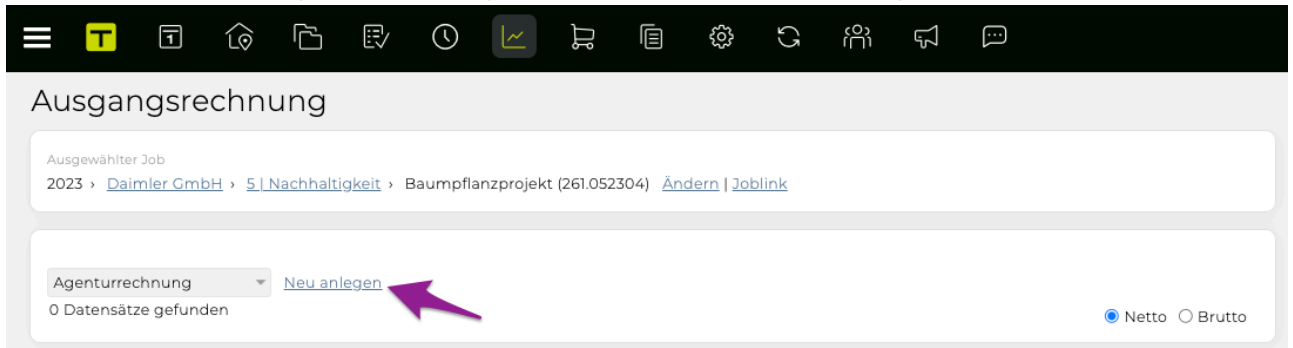 T 1
Ausgangsrechnung
Ausgewählter Job
2023 › Daimler GmbH › 5 | Nachhaltigkeit › Baumpflanzprojekt (261.052304) Ändern | Joblink
Agenturrechnung Neu anlegen
0 Datensätze gefunden
Netto Brutto